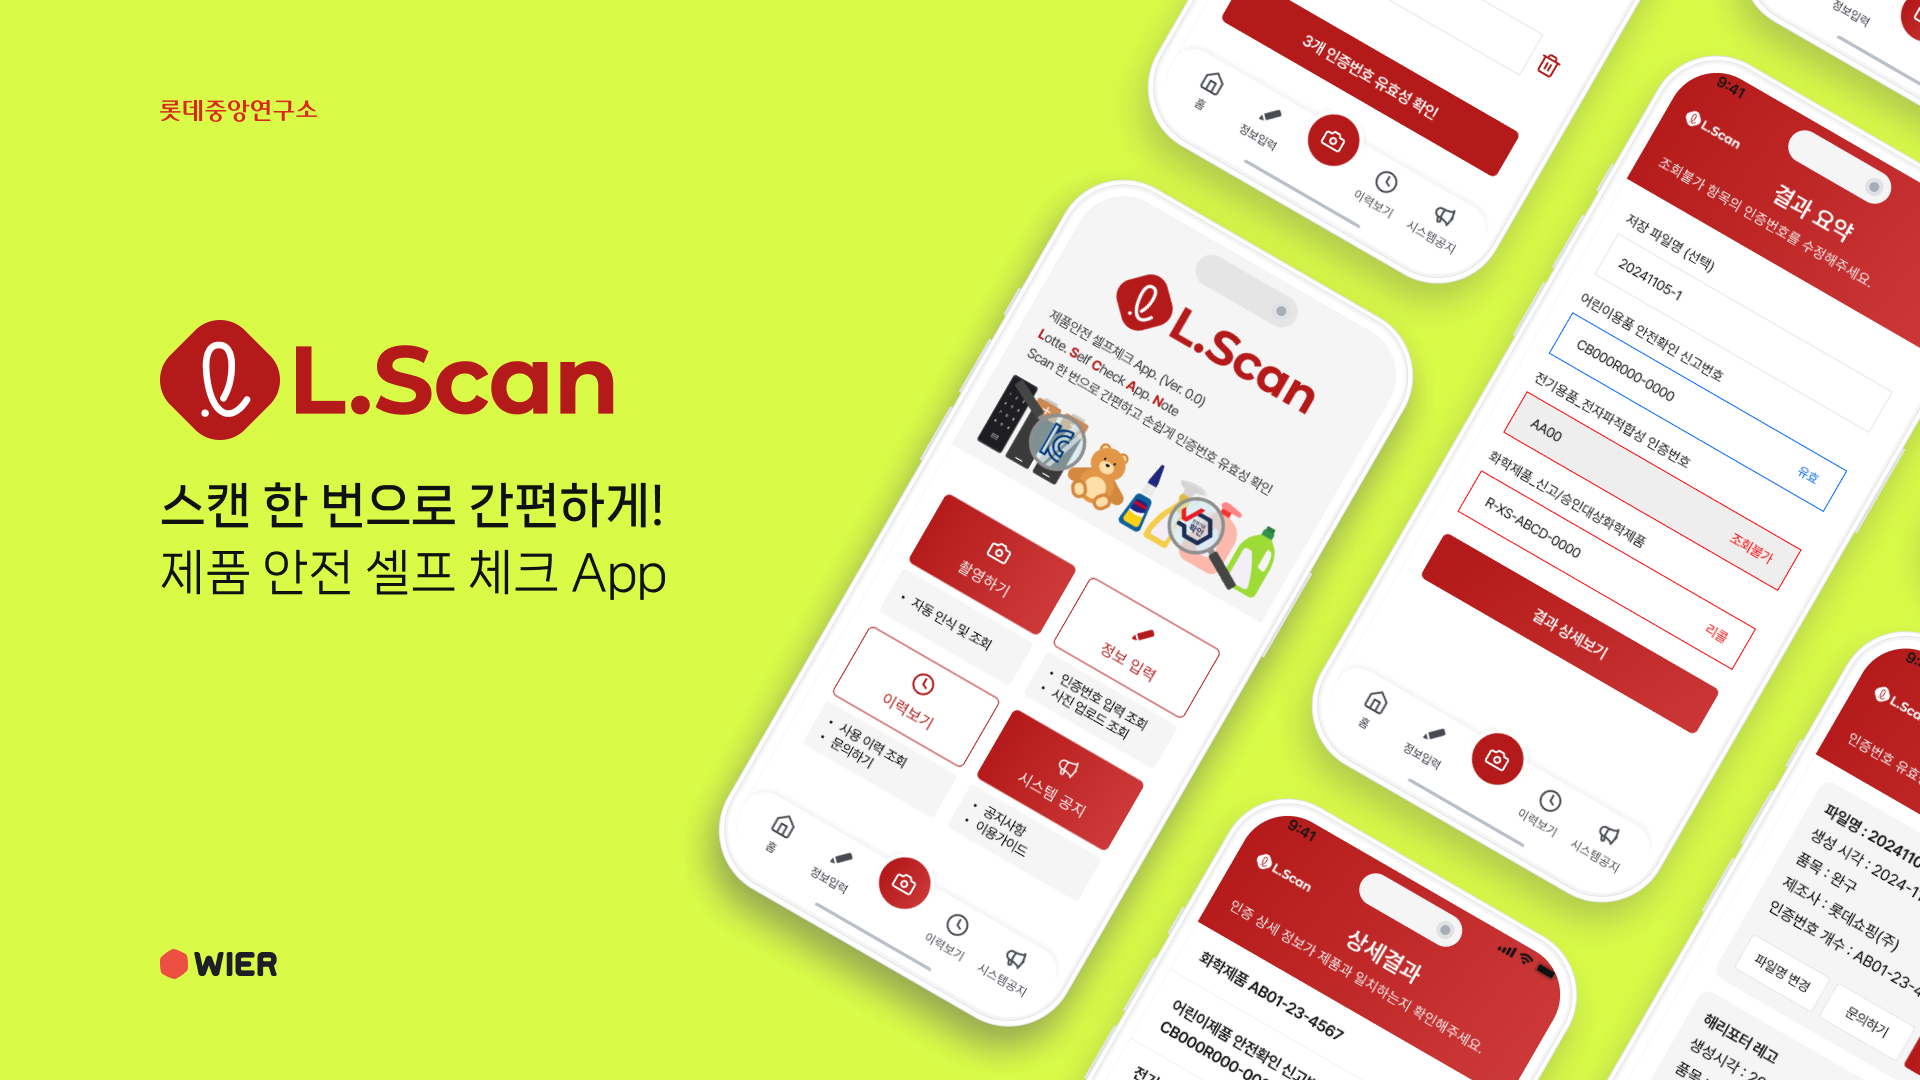 롯데중앙연구소
L.Scan
스캔 한 번으로 간편하게!
제품 안전 셀프 체크 App
WIER
L.Scan
제품안전 셀프체크 App. (Ver. 0.0)
Lotte. Self Check App. Note
Scan 한 번으로 간편하고 손쉽게 인증번호 유효성 확인
확인
촬영하기
자동 인식 및 조회
정보 입력
인증번호 입력 조회
사진 업로드 조회
이력보기
사용 이력 조회
문의하기
시스템 공지
공지사항
이용가이드
홈
정보입력
이력보기
시스템공지
3개 인증번호 유효성 확인
홈
정보입력
이력보기
시스템공지
9:41
L.Scan
결과 요약
조회불가 항목의 인증번호를 수정해주세요.
저장 파일명 (선택)
20241105-1
어린이용품 안전확인 신고번호
CB000R000-0000
유효
전기용품_전자파적합성 인증번호
AA00
조회불가
화학제품_신고/승인대상화학제품
R-XS-ABCD-0000
리콜
결과 상세보기
홈
정보입력
이력보기
시스템공지
9:41
L.Scan
상세결과
인증 상세 정보가 제품과 일치하는지 확인해주세요.
화학제품 AB01-23-4567
어린이제품 안전확인
CB000R000-00
정보입력
L.Sca
인증번호
파일명 : 2024110
생성 시각 : 2024-1
품목 : 완구
제조사 : 롯데쇼핑(주)
인증번호 개수 : AB01-23-4
파일명 변경
문의하기
해리포터 레고
생성시각 : 20
품목 :